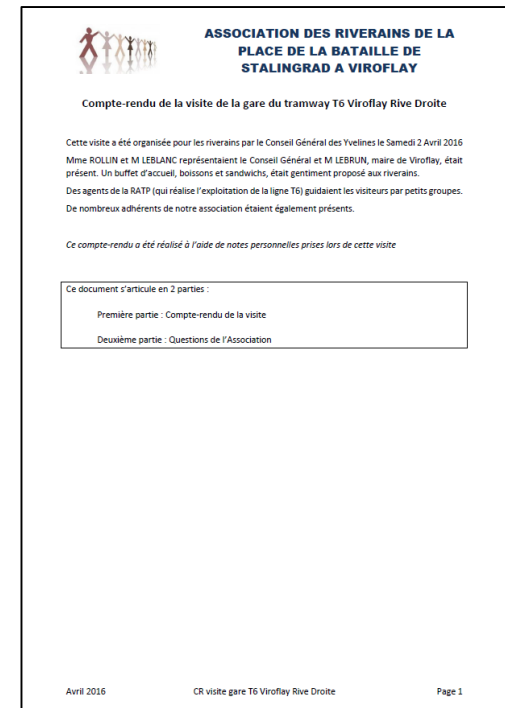 ASSOCIATION DES RIVERAINS DE LA
PLACE DE LA BATAILLE DE
STALINGRAD A VIROFLAY
Compte-rendu de la visite de la gare du tramway T6 Viroflay Rive Droite
Cette visite a été organisée pour les riverains par le Conseil Général des Yvelines le Samedi 2 Avril 2016
Mme ROLLIN et M LEBLANC représentaient le Conseil Général et M LEBRUN, maire de Viroflay, était
présent. Un buffet d'accueil, boissons et sandwichs, était gentiment proposé aux riverains.
Des agents de la RATP (qui réalise l'exploitation de la ligne T6) guidaient les visiteurs par petits groupes.
De nombreux adhérents de notre association étaient également présents.
Ce compte-rendu a été réalisé à l'aide de notes personnelles prises lors de cette visite
Ce document s'articule en 2 parties :
Première partie : Compte-rendu de la visite
Deuxième partie : Questions de l'Association
Avril 2016 CR visite gare T6 Viroflay Rive Droite Page 1